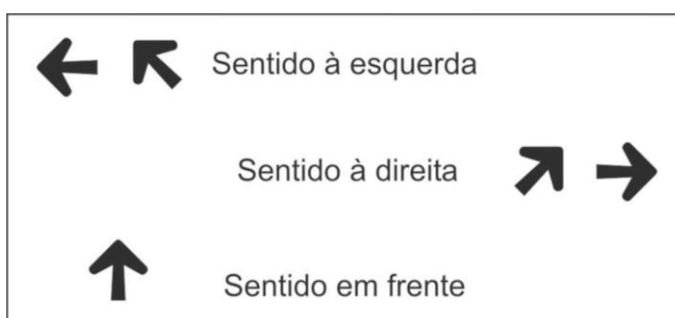 Sentido à esquerda
Sentido à direita
Sentido em frente